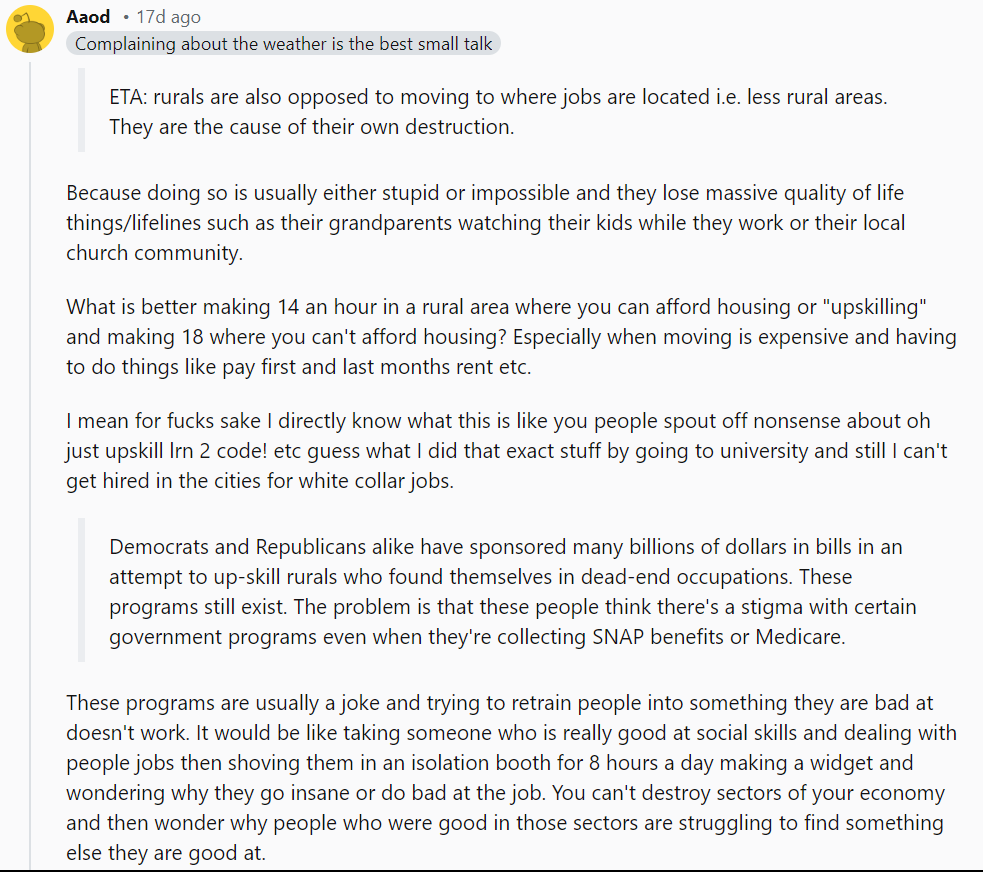 Aaod • 17d ago
Complaining about the weather is the best small talk
ETA: rurals are also opposed to moving to where jobs are located i.e. less rural areas.
They are the cause of their own destruction.
Because doing so is usually either stupid or impossible and they lose massive quality of life
things/lifelines such as their grandparents watching their kids while they work or their local
church community.
What is better making 14 an hour in a rural area where you can afford housing or "upskilling"
and making 18 where you can't afford housing? Especially when moving is expensive and having
to do things like pay first and last months rent etc.
I mean for fucks sake I directly know what this is like you people spout off nonsense about oh
just upskill lrn 2 code! etc guess what I did that exact stuff by going to university and still I can't
get hired in the cities for white collar jobs.
Democrats and Republicans alike have sponsored many billions of dollars in bills in an
attempt to up-skill rurals who found themselves in dead-end occupations. These
programs still exist. The problem is that these people think there's a stigma with certain
government programs even when they're collecting SNAP benefits or Medicare.
These programs are usually a joke and trying to retrain people into something they are bad at
doesn't work. It would be like taking someone who is really good at social skills and dealing with
people jobs then shoving them in an isolation booth for 8 hours a day making a widget and
wondering why they go insane or do bad at the job. You can't destroy sectors of your economy
and then wonder why people who were good in those sectors are struggling to find something
else they are good at.